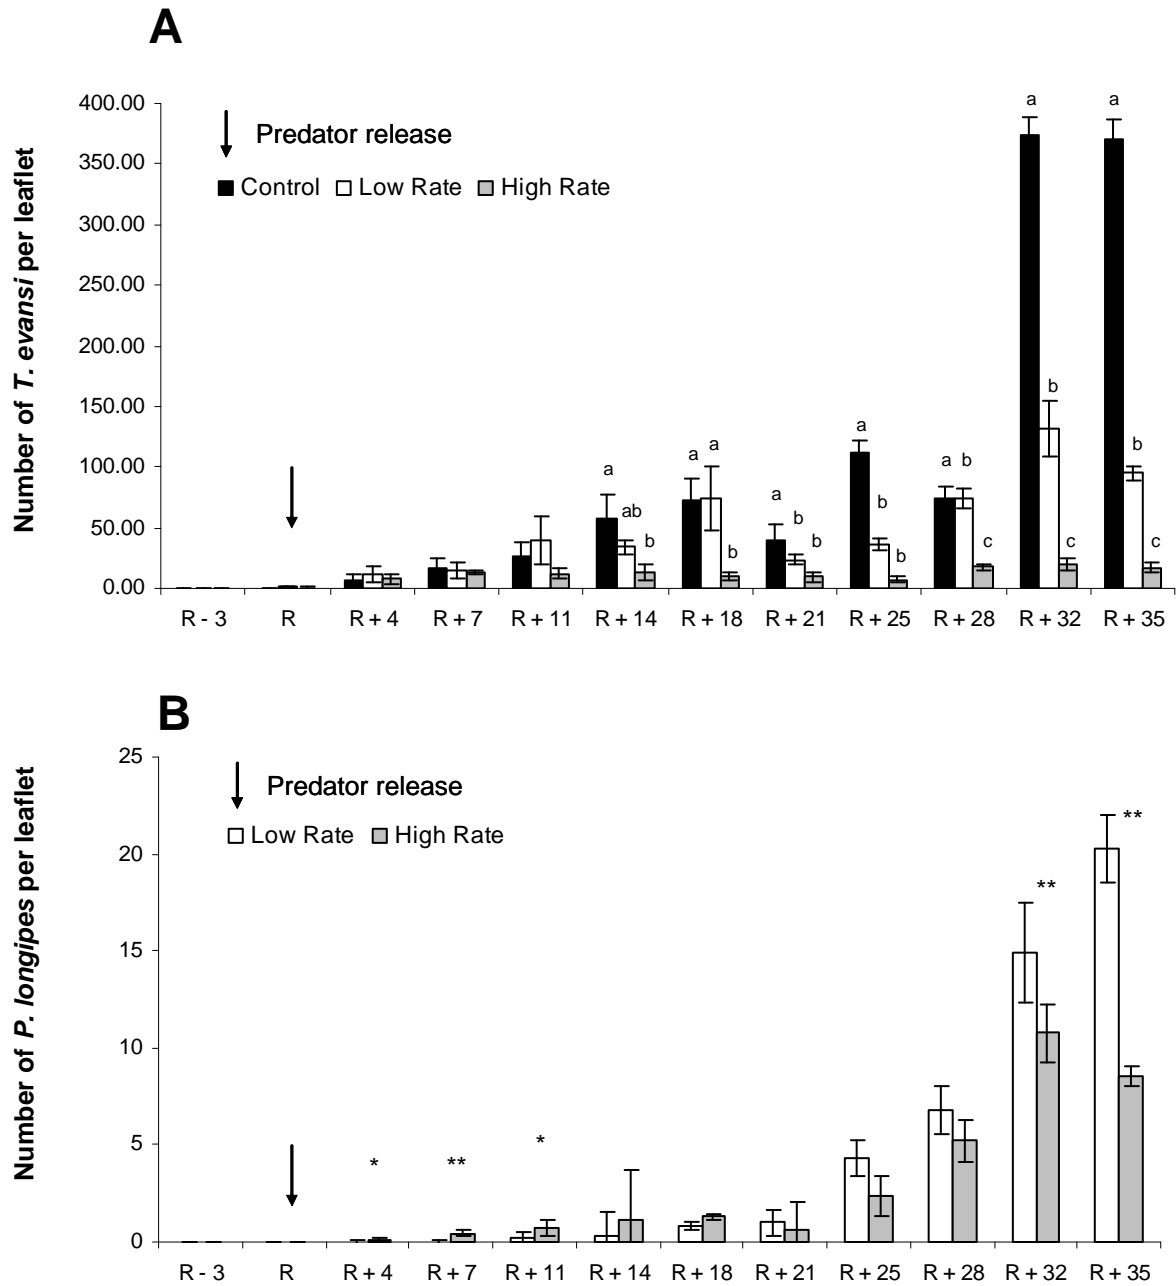 A
Number of T. evansi per leaflet
400.00
350.00
300.00
250.00
200.00
150.00
100.00
50.00
0.00
Predator release
Control Low Rate High Rate
a
ab
b
a
a
b
a
b
b
a
b
b
a
b
c
a
b
c
a
b
c
R - 3 R R + 4 R + 7 R + 11 R + 14 R + 18 R + 21 R + 25 R + 28 R + 32 R + 35
B
Number of P. longipes per leaflet
25
20
15
10
5
0
Predator release
Low Rate High Rate
*
**
*
**
**
R - 3 R R + 4 R + 7 R + 11 R + 14 R + 18 R + 21 R + 25 R + 28 R + 32 R + 35